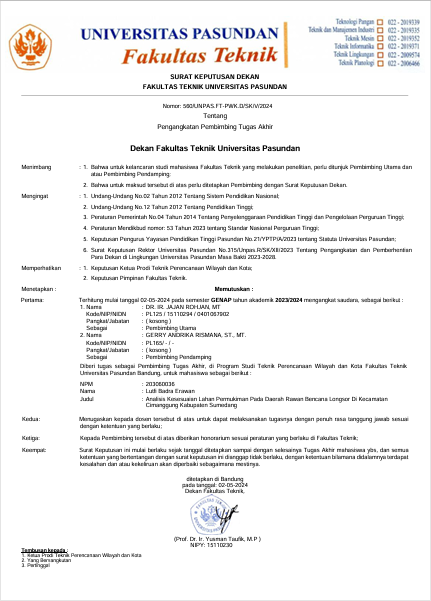 UNIVERSITAS PASUNDAN
Fakultas Teknik
Teknologi Pangan 022 - 2019339
Teknik dan Manajemen Industri 022 - 2019335
Teknik Mesin 022 - 2019352
Teknik Informatika 022 - 2019371
Teknik Lingkungan 022 - 2009574
Teknik Planologi 022 - 2006466
SURAT KEPUTUSAN DEKAN
FAKULTAS TEKNIK UNIVERSITAS PASUNDAN
Nomor: 560/UNPAS.FT-PWK.D/SK/V/2024
Tentang
Pengangkatan Pembimbing Tugas Akhir
Dekan Fakultas Teknik Universitas Pasundan
Menimbang : 1. Bahwa untuk kelancaran studi mahasiswa Fakultas Teknik yang melakukan penelitian, perlu ditunjuk Pembimbing Utama dan
atau Pembimbing Pendamping;
2. Bahwa untuk maksud tersebut di atas perlu ditetapkan Pembimbing dengan Surat Keputusan Dekan.
Mengingat : 1. Undang-Undang No.02 Tahun 2012 Tentang Sistem Pendidikan Nasional;
2. Undang-Undang No.12 Tahun 2012 Tentang Pendidikan Tinggi;
3. Peraturan Pemerintah No.04 Tahun 2014 Tentang Penyelenggaraan Pendidikan Tinggi dan Pengelolaan Perguruan Tinggi;
4. Peraturan Mendikbud nomor 53 Tahun 2023 tentang Standar Nasional Perguruan Tinggi;
5. Keputusan Pengurus Yayasan Pendidikan Tinggi Pasundan No.21/YPTP/A/2023 tentang Statuta Universitas Pasundan;
6. Surat Keputusan Rektor Universitas Pasundan No.315/Unpas.R/SK/XII/2023 Tentang Pengangkatan dan Pemberhentian
Para Dekan di Lingkungan Universitas Pasundan Masa Bakti 2023-2028.
Memperhatikan : 1. Keputusan Ketua Prodi Teknik Perencanaan Wilayah dan Kota;
2. Keputusan Pimpinan Fakultas Teknik.
Menetapkan : Memutuskan :
Pertama: Terhitung mulai tanggal 02-05-2024 pada semester GENAP tahun akademik 2023/2024 mengangkat saudara, sebagai berikut :
1. Nama : DR. IR. JAJAN ROHJAN, MT
Kode/NIP/NIDN : PL125 / 15110294 / 0401067902
Pangkat/Jabatan : ( kosong )
Sebagai : Pembimbing Utama
2. Nama : GERRY ANDRIKA RISMANA, ST., MT.
Kode/NIP/NIDN : PL165/ - / -
Pangkat/Jabatan : ( kosong )
Sebagai : Pembimbing Pendamping
Diberi tugas sebagai Pembimbing Tugas Akhir, di Program Studi Teknik Perencanaan Wilayah dan Kota Fakultas Teknik
Universitas Pasundan Bandung, untuk mahasiswa sebagai berikut :
NPM : 203060036
Nama : Lutfi Badra Erawan
Judul : Analisis Kesesuaian Lahan Permukiman Pada Daerah Rawan Bencana Longsor Di Kecamatan
Cimanggung Kabupaten Sumedang
Kedua: Menugaskan kepada dosen tersebut di atas untuk dapat melaksanakan tugasnya dengan penuh rasa tanggung jawab sesuai
dengan ketentuan yang berlaku;
Ketiga: Kepada Pembimbing tersebut di atas diberikan honorarium sesuai peraturan yang berlaku di Fakultas Teknik;
Keempat: Surat Keputusan ini mulai berlaku sejak tanggal ditetapkan sampai dengan selesainya Tugas Akhir mahasiswa ybs, dan semua
ketentuan yang bertentangan dengan surat keputusan ini dianggap tidak berlaku, dengan ketentuan bilamana didalamnya terdapat
kesalahan dan atau kekeliruan akan diperbaiki sebagaimana mestinya.
ditetapkan di Bandung
pada tanggal: 02-05-2024
Dekan Fakultas Teknik,
(Prof. Dr. Ir. Yusman Taufik, M.P )
NIPY: 15110230
Tembusan kepada :
1. Ketua Prodi Teknik Perencanaan Wilayah dan Kota
2. Yang Bersangkutan
3. Pertinggal